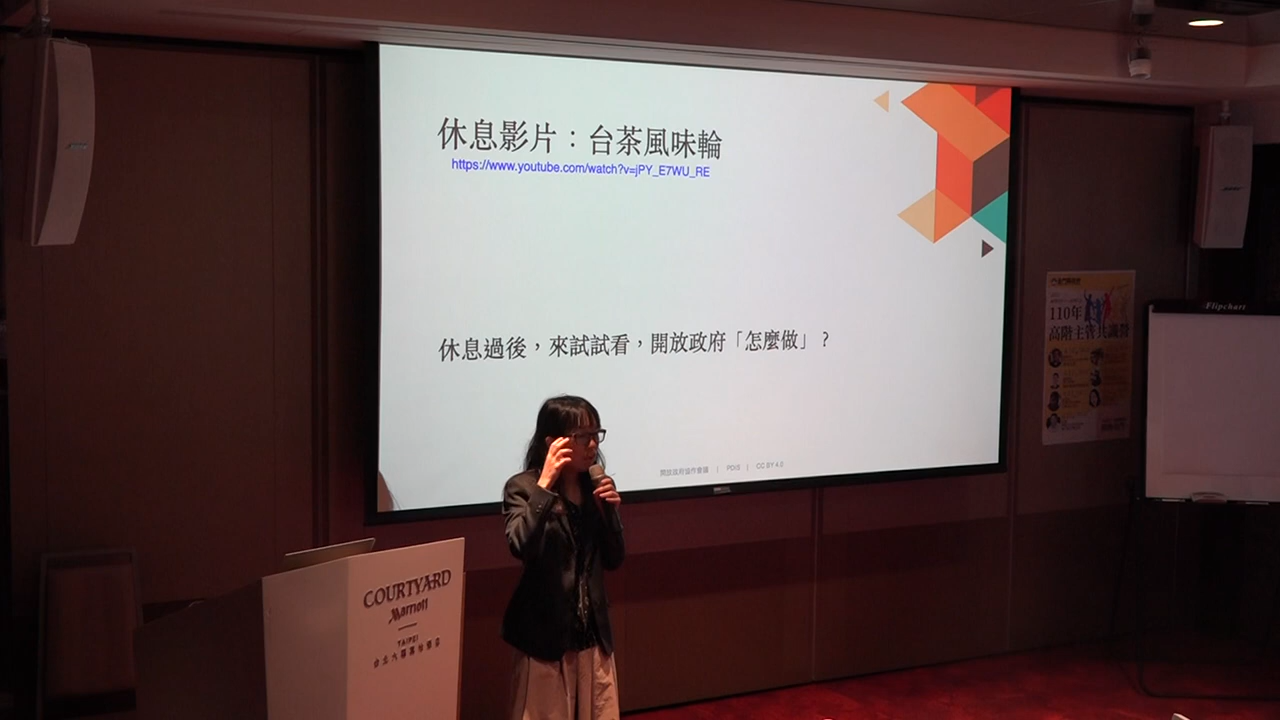 休息影片：台茶風味輪
https://www.youtube.com/watch?v=jPY_E7WU_RE
休息過後，來試試看，開放政府「怎麼做」？
開放政府協作會議 | PDIS | CC BY 4.0
110年
高階主管共識營
Flipchart
COURTYARD
Marriott
TAIPEI